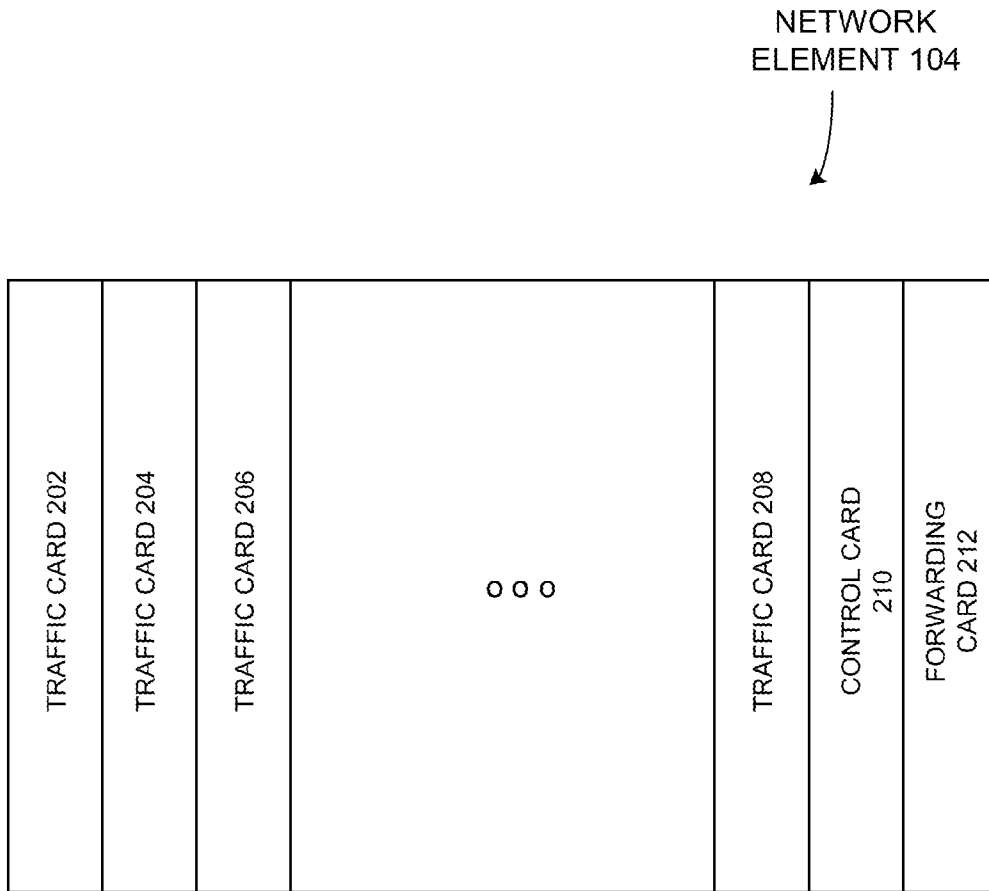 NETWORK
ELEMENT 104
TRAFFIC CARD 202
TRAFFIC CARD 204
TRAFFIC CARD 206
o o o
TRAFFIC CARD 208
CONTROL CARD
210
FORWARDING
CARD 212